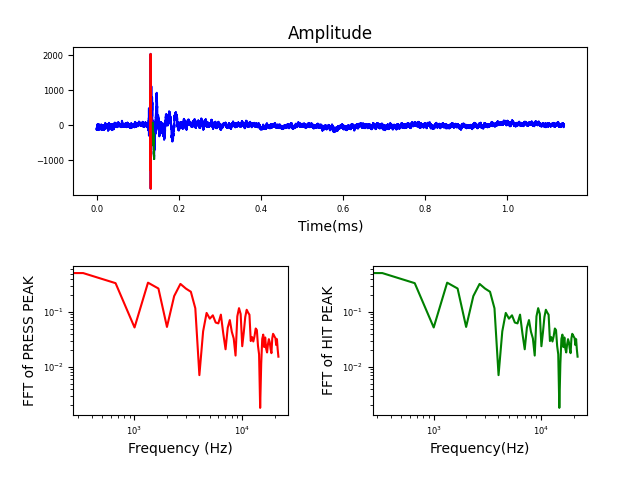 Amplitude
2000
1000
0
−1000
0.0 0.2 0.4 0.6 0.8 1.0
Time(ms)
FFT of PRESS PEAK
10⁻¹
10⁻²
10³ 10⁴
Frequency (Hz)
FFT of HIT PEAK
10⁻¹
10⁻²
10³ 10⁴
Frequency(Hz)